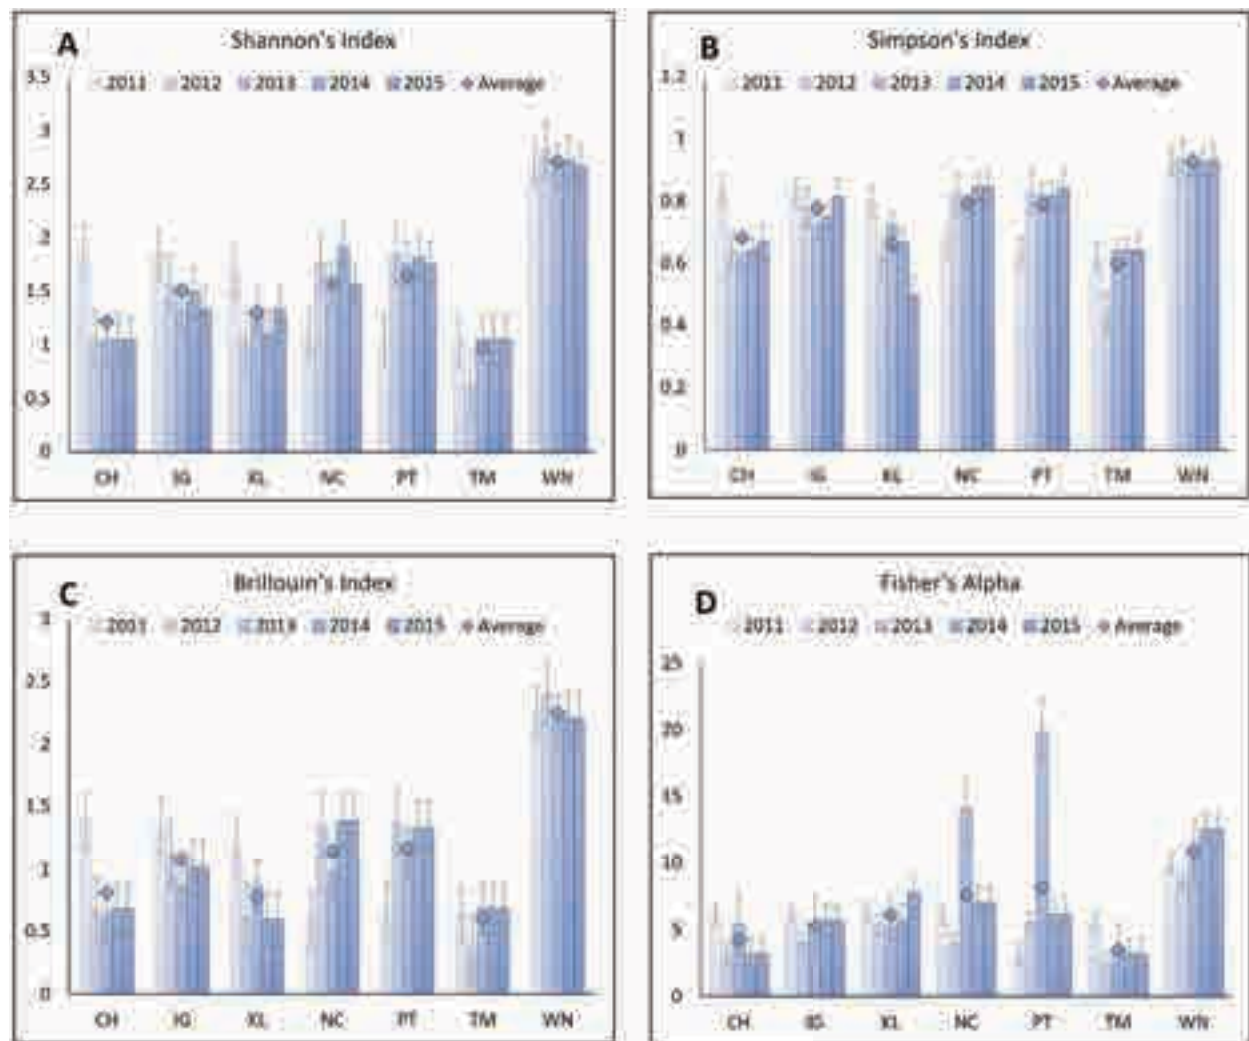 A
Shannon's Index
2011 2012 2013 2014 2015 Average
3.5
3
2.5
2
1.5
1
0.5
0
CH IG KL NC PT TM WN
B
Simpson's Index
2011 2012 2013 2014 2015 Average
1.2
1
0.8
0.6
0.4
0.2
0
CH IG KL NC PT TM WN
C
Brillouin's Index
2011 2012 2013 2014 2015 Average
3
2.5
2
1.5
1
0.5
0
CH IG KL NC PT TM WN
D
Fisher's Alpha
2011 2012 2013 2014 2015 Average
25
20
15
10
5
0
CH IG KL NC PT TM WN